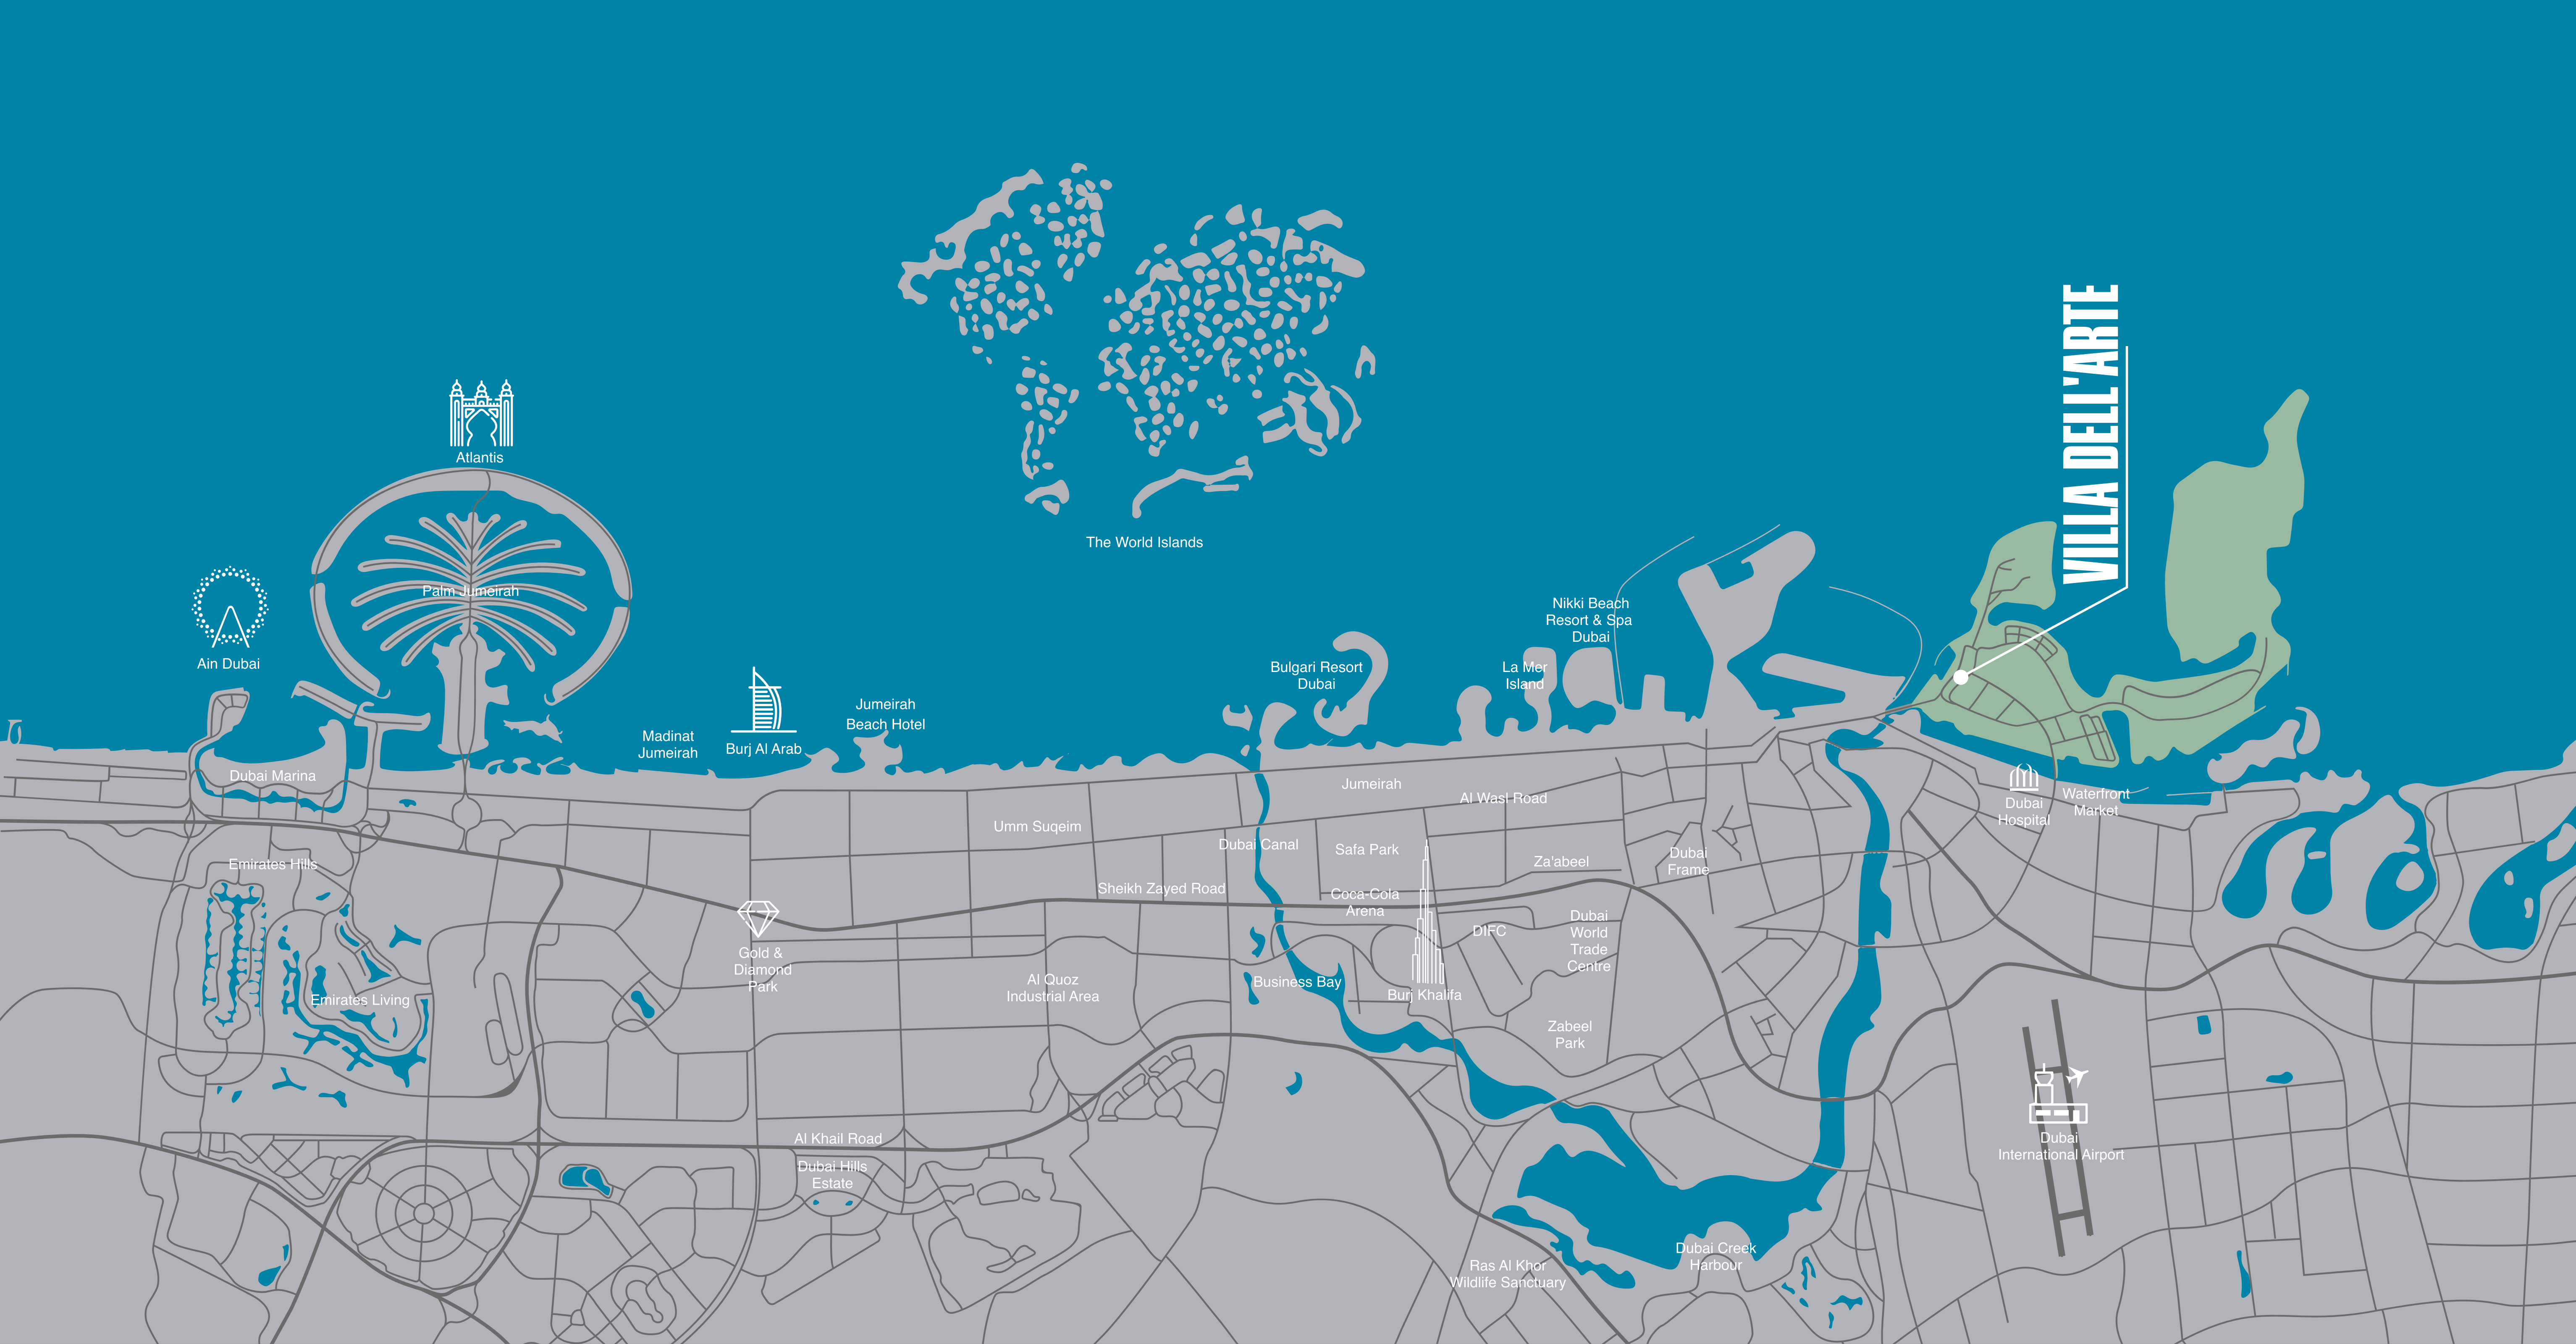 VILLA DELL'ARTE
Atlantis
The World Islands
Palm Jumeirah
Ain Dubai
Nikki Beach
Resort & Spa
Dubai
Bulgari Resort
Dubai
La Mer
Island
Jumeirah
Beach Hotel
Madinat
Jumeirah
Burj Al Arab
Dubai Marina
Jumeirah
Al Wasl Road
Dubai
Hospital
Waterfront
Market
Umm Suqeim
Dubai Canal
Safa Park
Za'abeel
Dubai
Frame
Emirates Hills
Sheikh Zayed Road
Coca-Cola
Arena
DIFC
Dubai
World
Trade
Centre
Gold &
Diamond
Park
Al Quoz
Industrial Area
Business Bay
Burj Khalifa
Emirates Living
Zabeel
Park
Al Khail Road
Dubai
International Airport
Dubai Hills
Estate
Dubai Creek
Harbour
Ras Al Khor
Wildlife Sanctuary